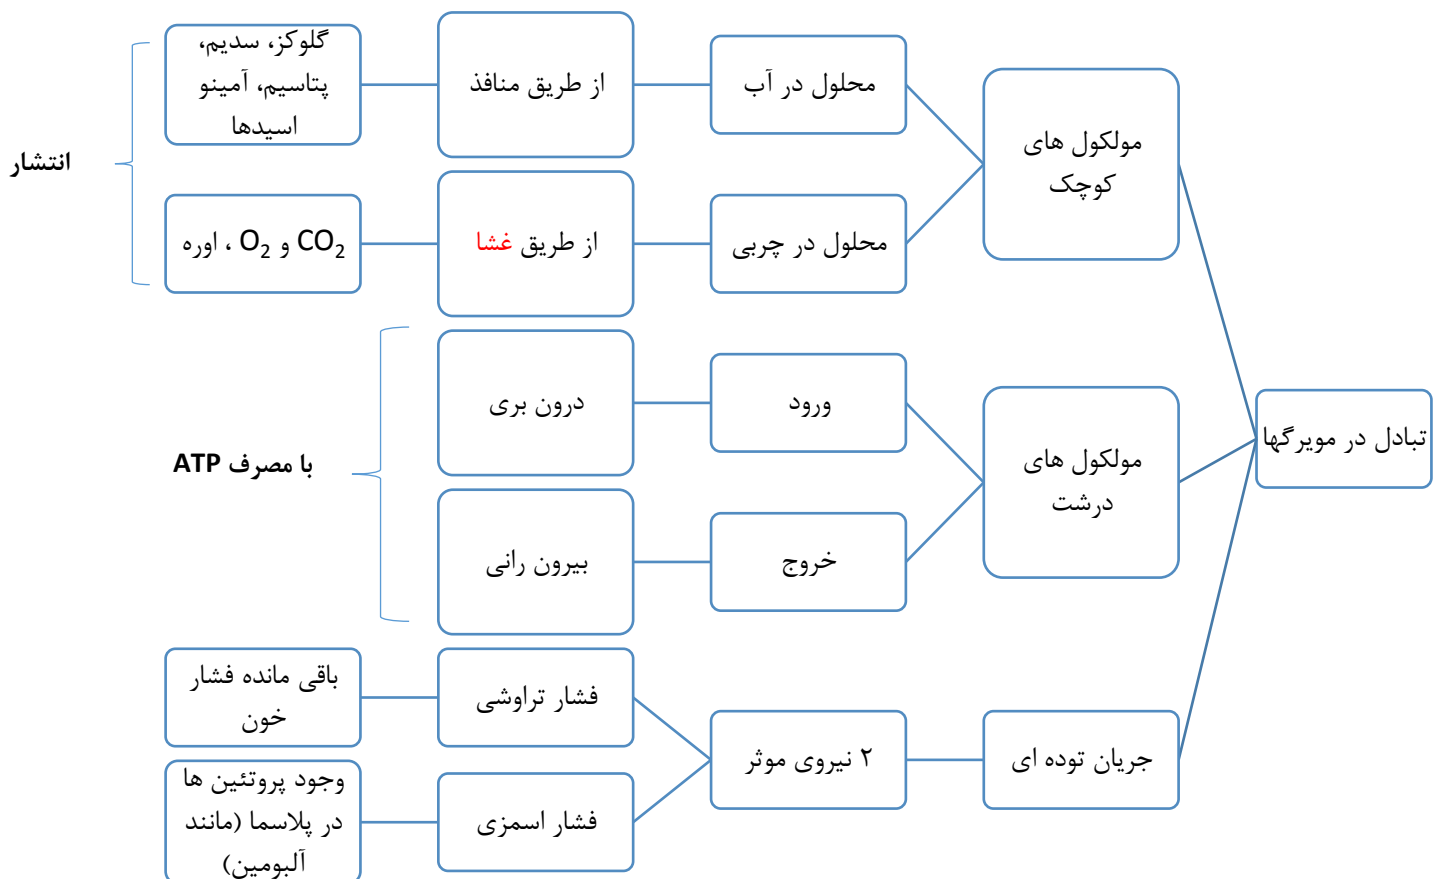 تبادل در مویرگها
مولکول های
کوچک
محلول در آب
از طریق منافذ
گلوکز، سدیم،
پتاسیم، آمینو
اسیدها
محلول در چربی
از طریق غشا
CO₂ و O₂ ، اوره
انتشار
مولکول های
درشت
ورود
درون بری
خروج
بیرون رانی
با مصرف ATP
جریان توده ای
۲ نیروی موثر
فشار تراوشی
باقی مانده فشار
خون
فشار اسمزی
وجود پروتئین ها
در پلاسما (مانند
آلبومین)